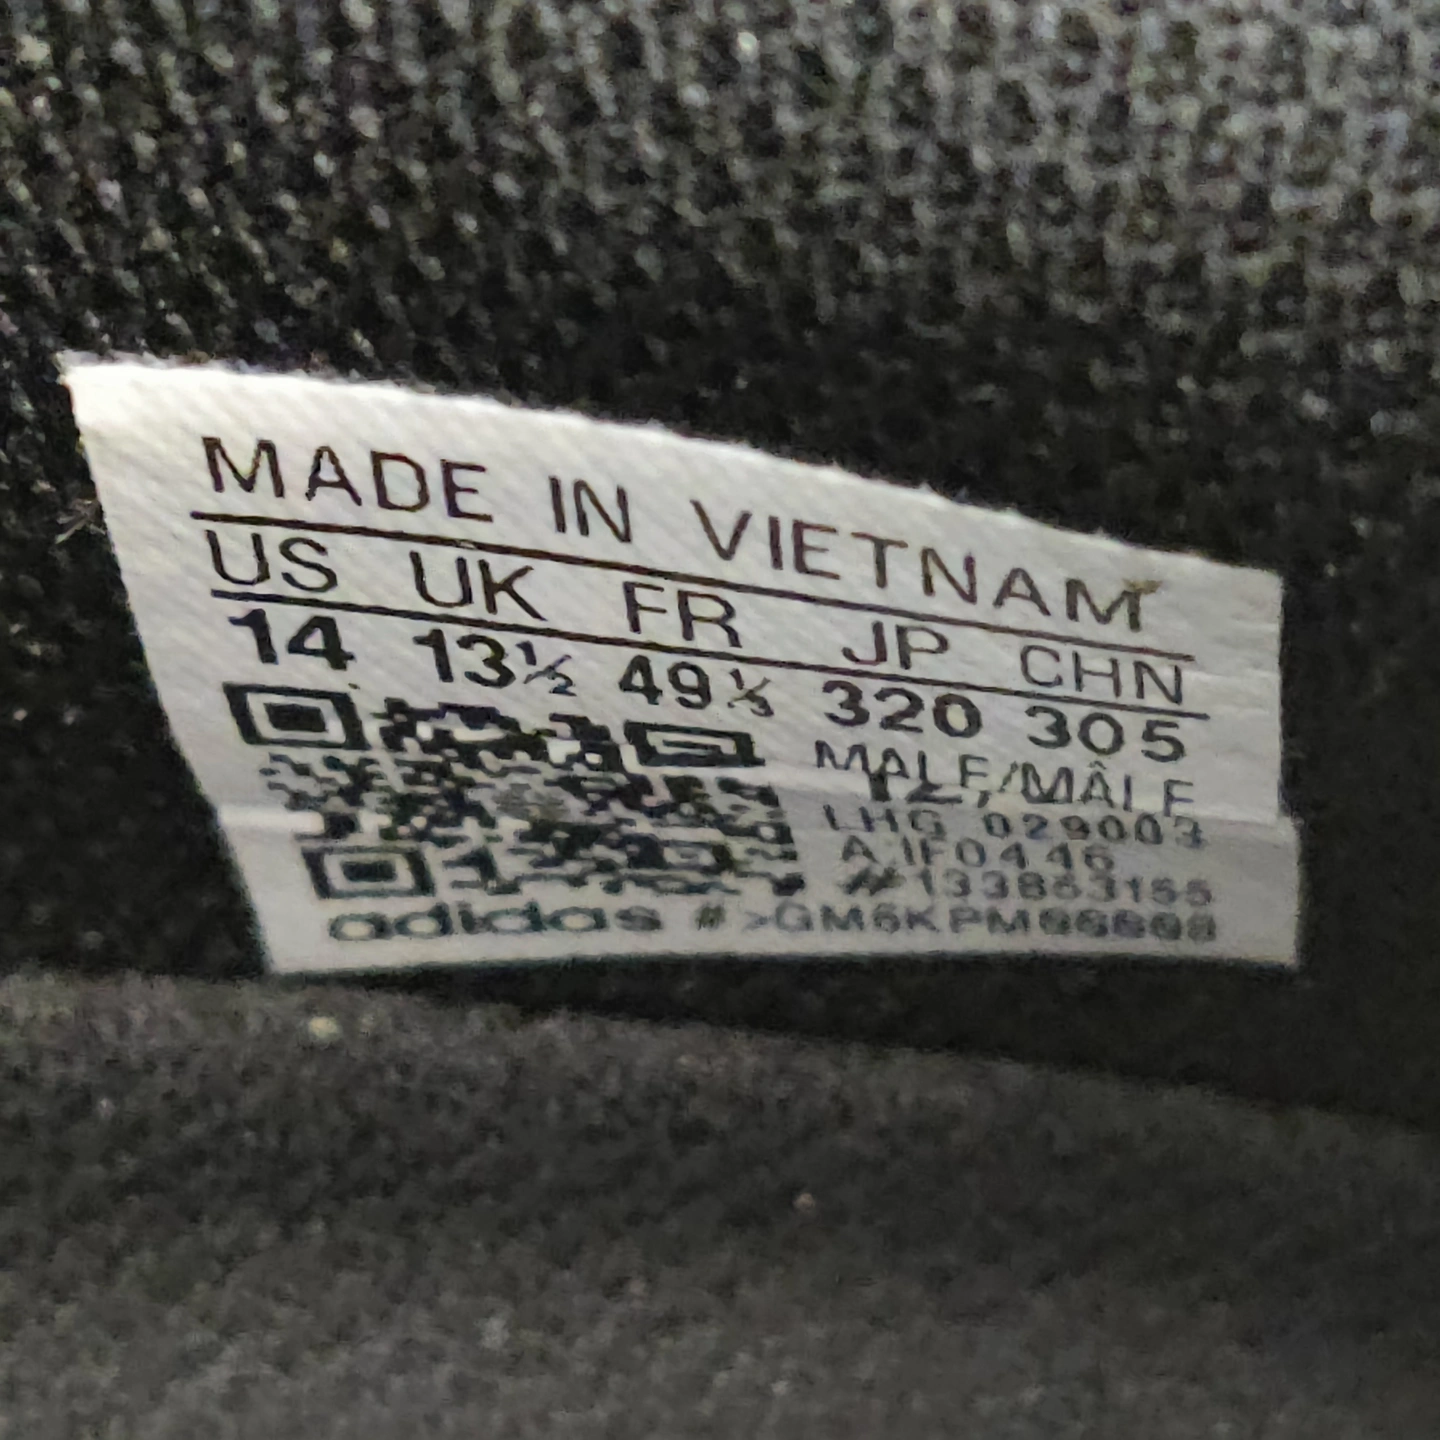 MADE IN VIETNAM
US UK FR JP CHN
14 13½ 49⅓ 320 305
MALE/MÂLE
LHG 029003
A IF0446
adidas